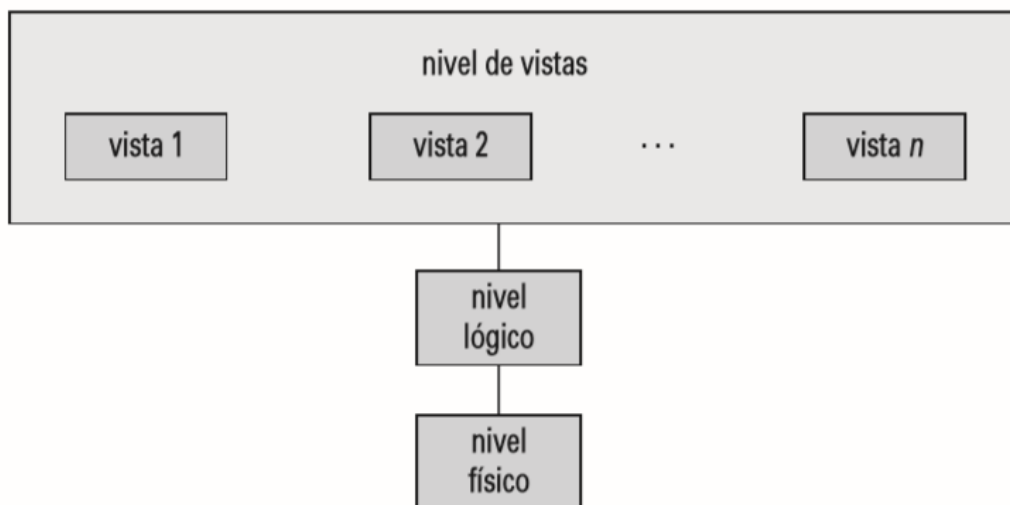 nivel de vistas
vista 1
vista 2
...
vista n
nivel
lógico
nivel
físico